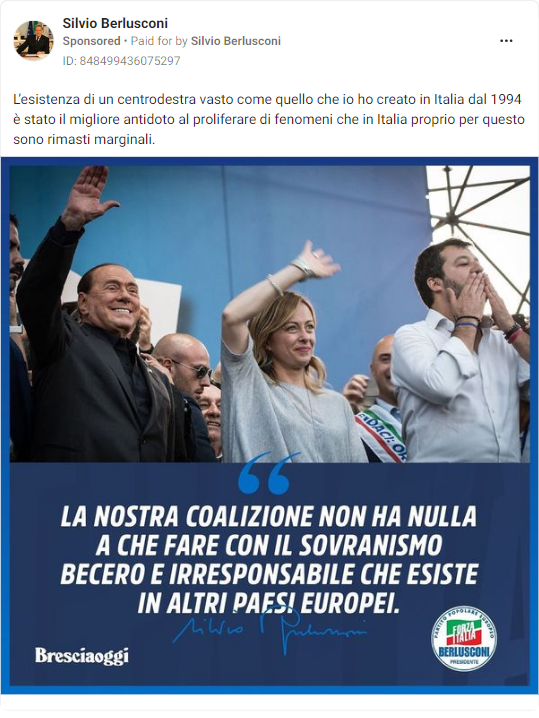 Silvio Berlusconi
Sponsored • Paid for by Silvio Berlusconi
ID: 848499436075297
L'esistenza di un centrodestra vasto come quello che io ho creato in Italia dal 1994
è stato il migliore antidoto al proliferare di fenomeni che in Italia proprio per questo
sono rimasti marginali.
SINDACI, OR
“
LA NOSTRA COALIZIONE NON HA NULLA
A CHE FARE CON IL SOVRANISMO
BECERO E IRRESPONSABILE CHE ESISTE
IN ALTRI PAESI EUROPEI.
Silvio Berlusconi
Bresciaoggi
PARTITO POPOLARE EUROPEO
FORZA
ITALIA
BERLUSCONI
PRESIDENTE